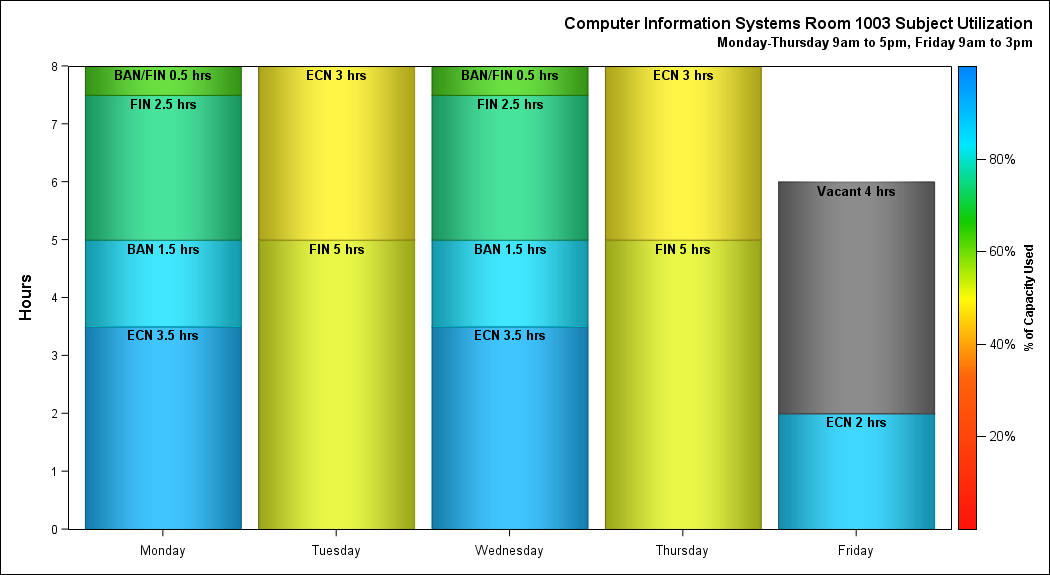 Computer Information Systems Room 1003 Subject Utilization
Monday-Thursday 9am to 5pm, Friday 9am to 3pm
Hours
8
7
6
5
4
3
2
1
0
BAN/FIN 0.5 hrs
FIN 2.5 hrs
BAN 1.5 hrs
ECN 3.5 hrs
ECN 3 hrs
FIN 5 hrs
BAN/FIN 0.5 hrs
FIN 2.5 hrs
BAN 1.5 hrs
ECN 3.5 hrs
ECN 3 hrs
FIN 5 hrs
Vacant 4 hrs
ECN 2 hrs
Monday
Tuesday
Wednesday
Thursday
Friday
80%
60%
40%
20%
% of Capacity Used